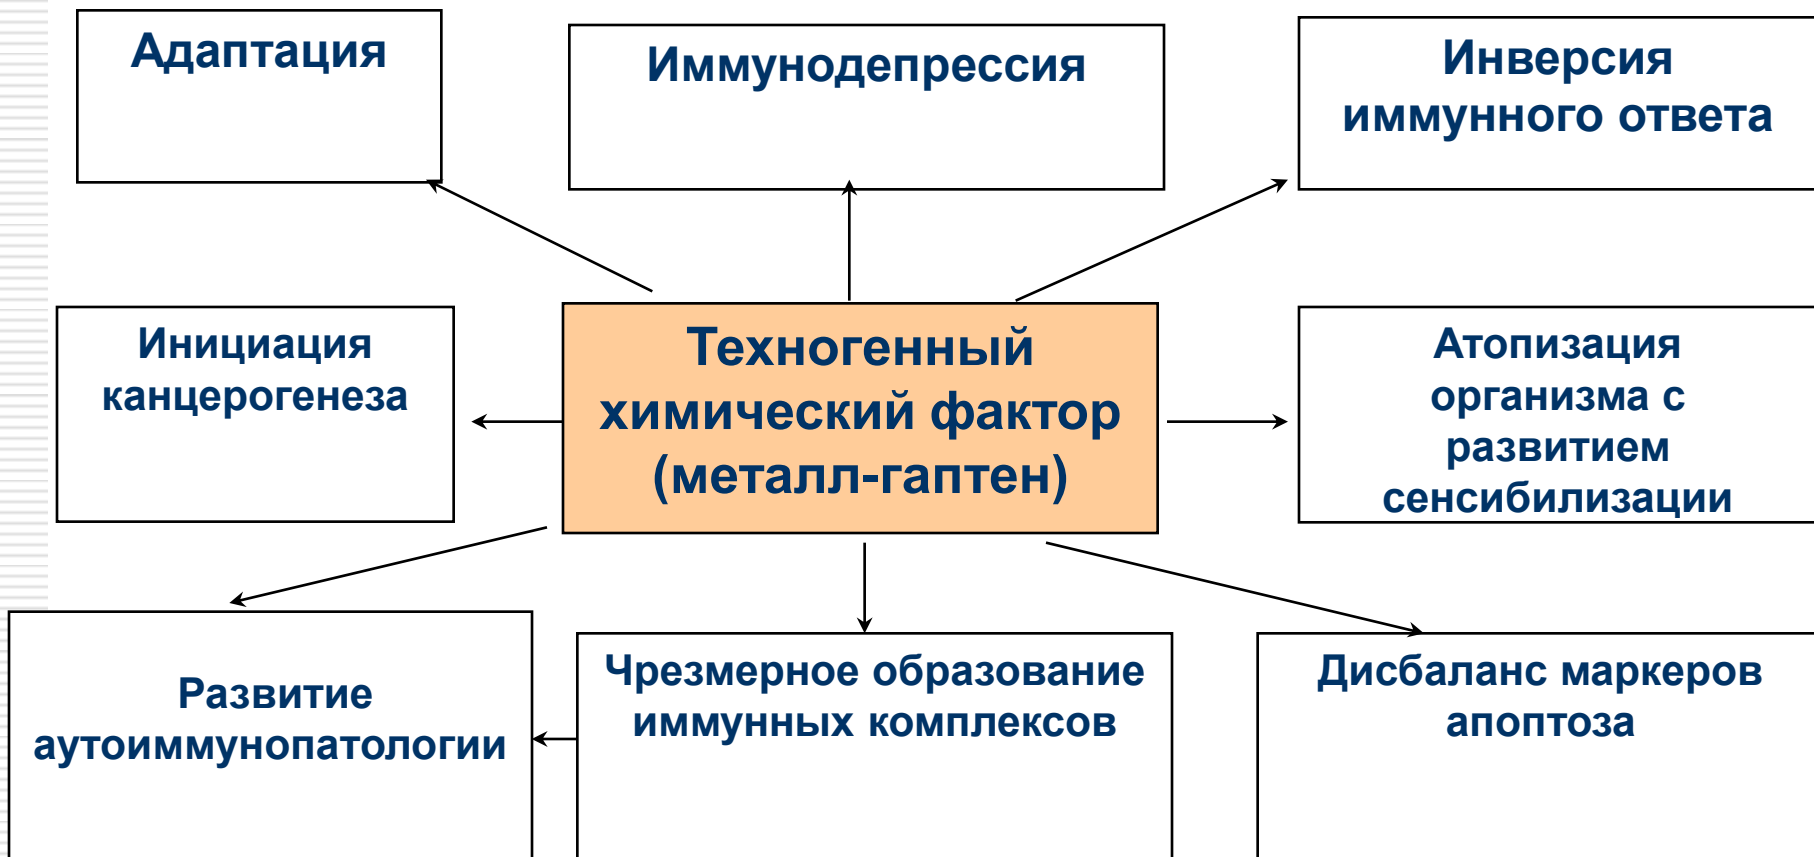 Адаптация
Иммунодепрессия
Инверсия
иммунного ответа
Инициация
канцерогенеза
Техногенный
химический фактор
(металл-гаптен)
Атопизация
организма с
развитием
сенсибилизации
Развитие
аутоиммунопатологии
Чрезмерное образование
иммунных комплексов
Дисбаланс маркеров
апоптоза